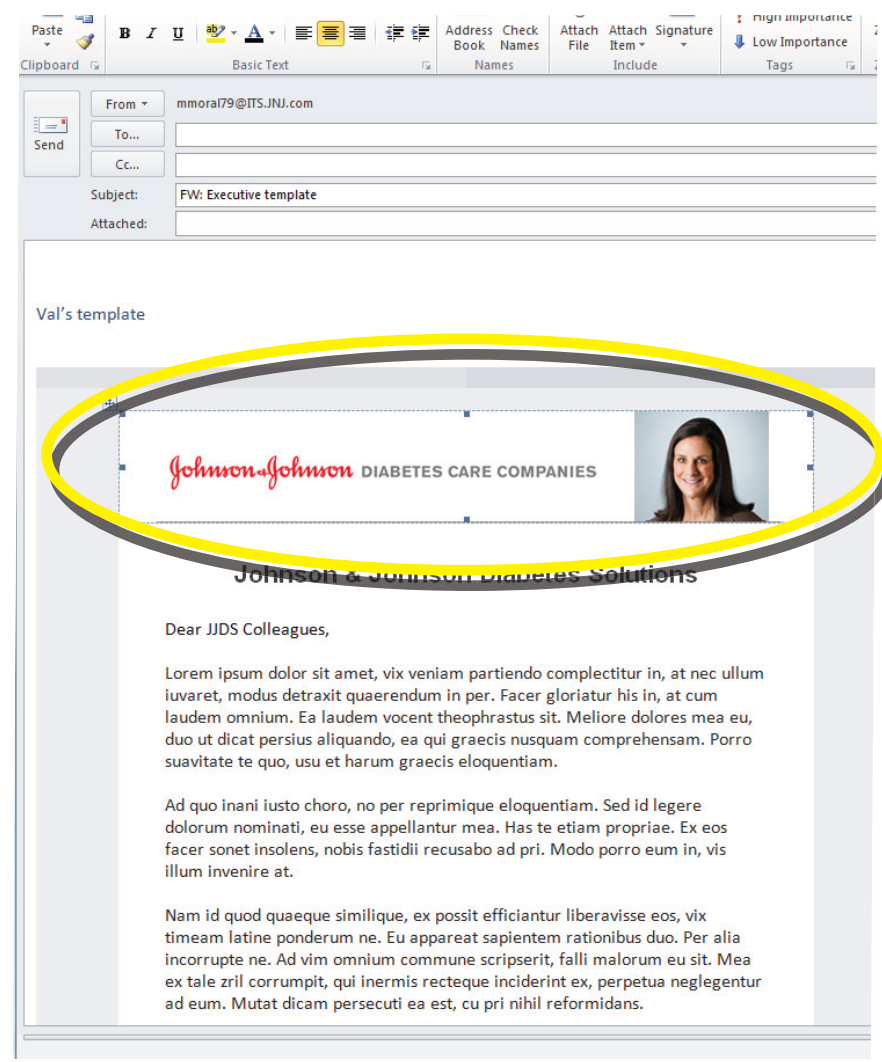 Paste
B I U ab A
Address Check
Book Names
Attach Attach Signature
File Item
High Importance
Low Importance
Clipboard
Basic Text
Names
Include
Tags
Send
From
mmoral79@ITS.JNJ.com
To...
Cc...
Subject:
FW: Executive template
Attached:
Val's template
Johnson & Johnson DIABETES CARE COMPANIES
Johnson & Johnson Diabetes Solutions
Dear JJDS Colleagues,
Lorem ipsum dolor sit amet, vix veniam partiendo complectitur in, at nec ullum
iuvaret, modus detraxit quaerendum in per. Facer gloriatur his in, at cum
laudem omnium. Ea laudem vocent theophrastus sit. Meliore dolores mea eu,
duo ut dicat persius aliquando, ea qui graecis nusquam comprehensam. Porro
suavitate te quo, usu et harum graecis eloquentiam.
Ad quo inani iusto choro, no per reprimique eloquentiam. Sed id legere
dolorum nominati, eu esse appellantur mea. Has te etiam propriae. Ex eos
facer sonet insolens, nobis fastidii recusabo ad pri. Modo porro eum in, vis
illum invenire at.
Nam id quod quaeque similique, ex possit efficiantur liberavisse eos, vix
timeam latine ponderum ne. Eu appareat sapientem rationibus duo. Per alia
incorrupte ne. Ad vim omnium commune scripserit, falli malorum eu sit. Mea
ex tale zril corrumpit, qui inermis recteque inciderint ex, perpetua neglegentur
ad eum. Mutat dicam persecuti ea est, cu pri nihil reformidans.